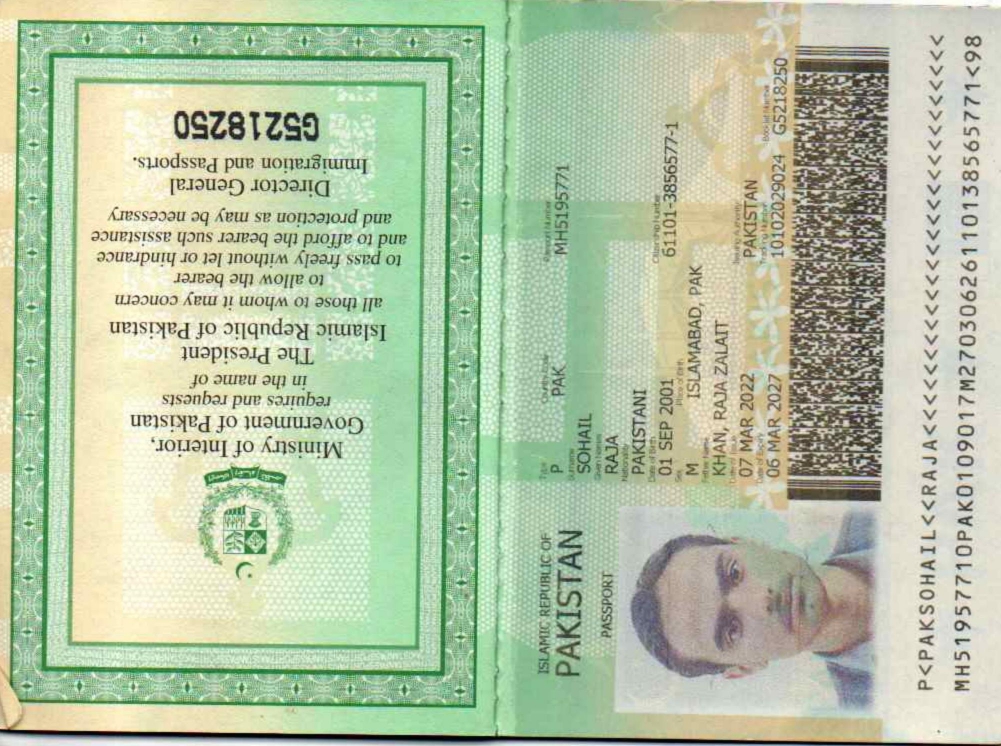 Ministry of Interior,
Government of Pakistan
requires and requests
in the name of
The President
Islamic Republic of Pakistan
all those to whom it may concern
to allow the bearer
to pass freely without let or hindrance
and to afford the bearer such assistance
and protection as may be necessary
Director General
Immigration and Passports.
G5218250
ISLAMIC REPUBLIC OF
PAKISTAN
PASSPORT
Type Country Code Passport Number
P PAK MH5195771
Surname
SOHAIL
Given Names
RAJA
Nationality
PAKISTANI
Date of Birth Citizenship Number
01 SEP 2001 61101-3856577-1
Sex Place of Birth
M ISLAMABAD, PAK
Father Name
KHAN, RAJA ZALAIT
Date of Issue Issuing Authority
07 MAR 2022 PAKISTAN
Date of Expiry Tracking Number Booklet Number
06 MAR 2027 10102029024 G5218250
P<PAKSOHAIL<<RAJA<<<<<<<<<<<<<<<<<<<<<<<<<<<
MH51957710PAK0109017M27030626110138565771<98